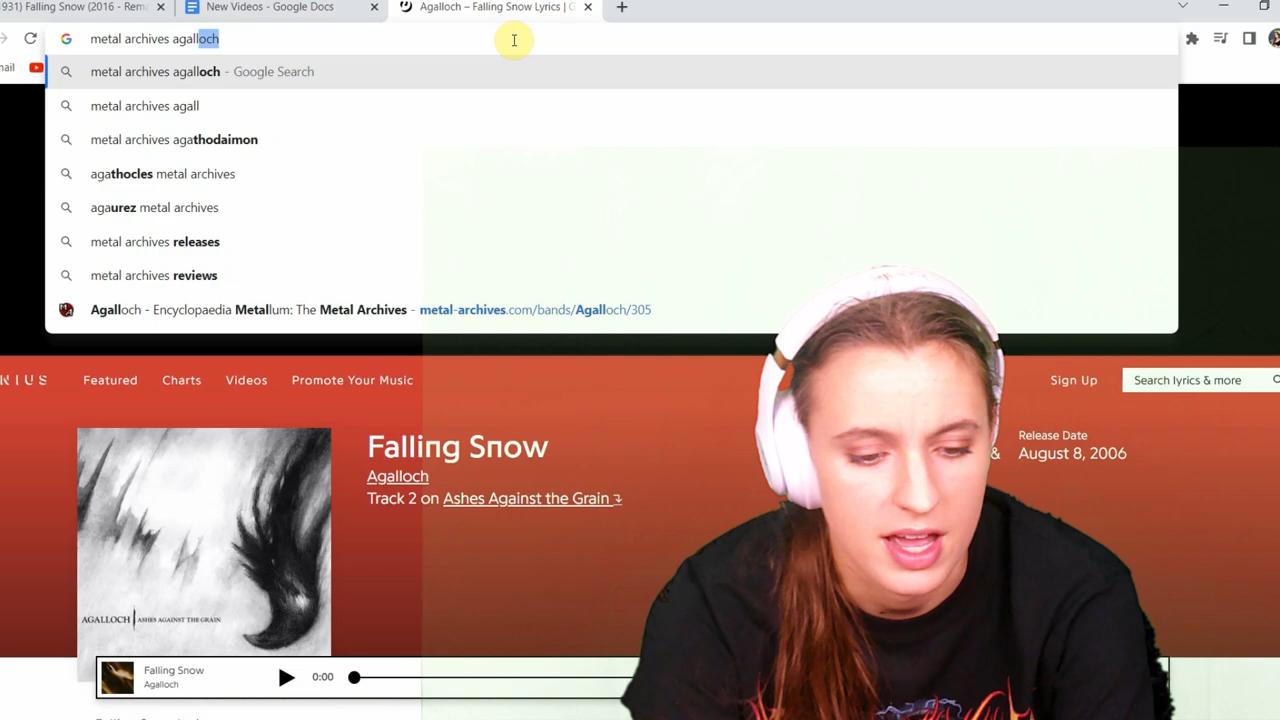 1931) Falling Snow (2016 - Rema
New Videos - Google Docs
Agalloch – Falling Snow Lyrics | G
metal archives agalloch
mail
metal archives agalloch - Google Search
metal archives agall
metal archives agathodaimon
agathocles metal archives
agaurez metal archives
metal archives releases
metal archives reviews
Agalloch - Encyclopaedia Metallum: The Metal Archives - metal-archives.com/bands/Agalloch/305
NIUS Featured Charts Videos Promote Your Music Sign Up Search lyrics & more
Falling Snow
Agalloch
Track 2 on Ashes Against the Grain
&
Release Date
August 8, 2006
AGALLOCH | ASHES AGAINST THE GRAIN
Falling Snow
Agalloch
0:00